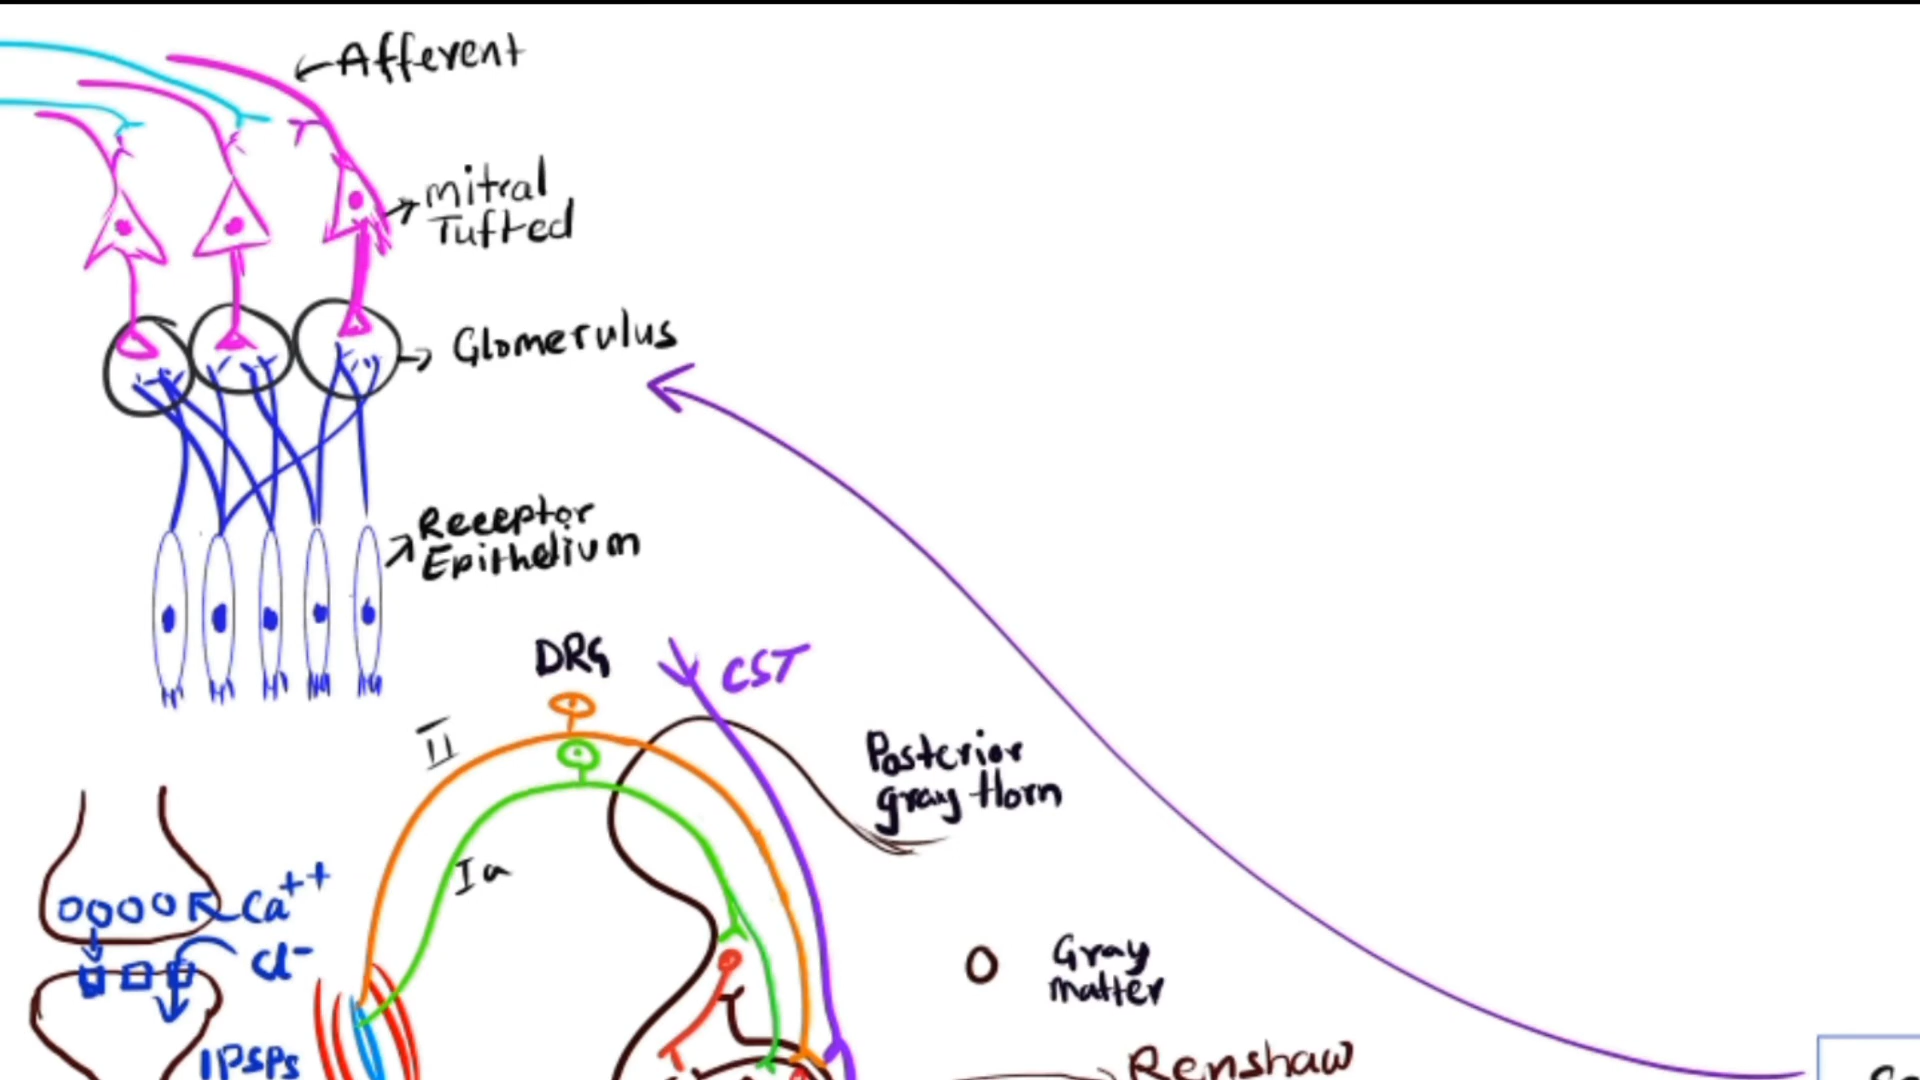 Afferent
mitral
Tufted
Glomerulus
Receptor
Epithelium
DRG
CST
II
Posterior
gray Horn
Ia
Ca++
Cl-
Gray
matter
IPSPs
Renshaw